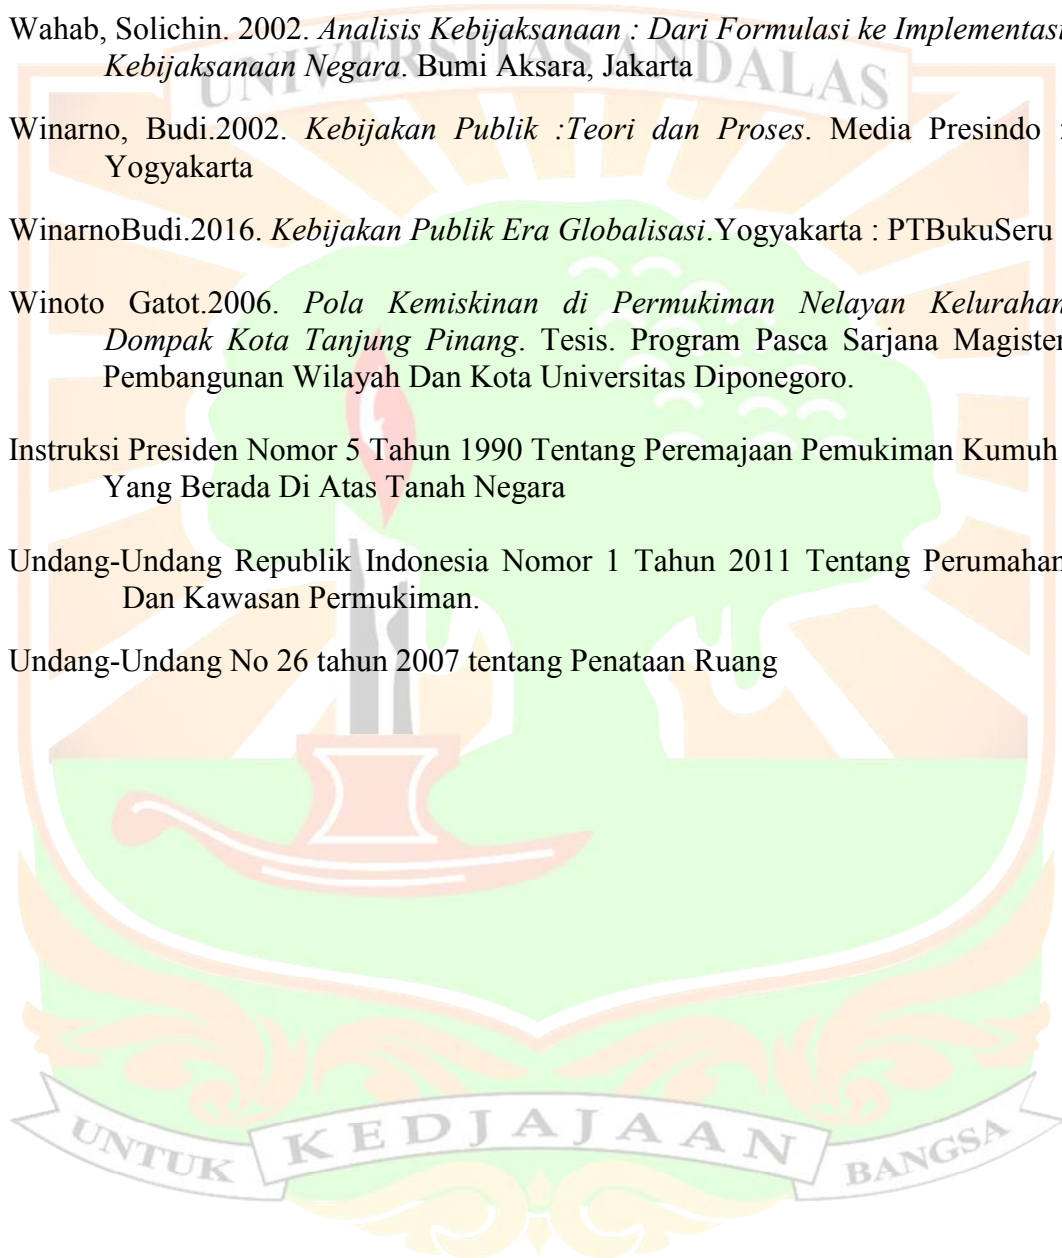 Wahab, Solichin. 2002. Analisis Kebijaksanaan : Dari Formulasi ke Implementasi
Kebijaksanaan Negara. Bumi Aksara, Jakarta
UNIVERSITAS ANDALAS
Winarno, Budi.2002. Kebijakan Publik :Teori dan Proses. Media Presindo :
Yogyakarta
WinarnoBudi.2016. Kebijakan Publik Era Globalisasi.Yogyakarta : PTBukuSeru
Winoto Gatot.2006. Pola Kemiskinan di Permukiman Nelayan Kelurahan
Dompak Kota Tanjung Pinang. Tesis. Program Pasca Sarjana Magister
Pembangunan Wilayah Dan Kota Universitas Diponegoro.
Instruksi Presiden Nomor 5 Tahun 1990 Tentang Peremajaan Pemukiman Kumuh
Yang Berada Di Atas Tanah Negara
Undang-Undang Republik Indonesia Nomor 1 Tahun 2011 Tentang Perumahan
Dan Kawasan Permukiman.
Undang-Undang No 26 tahun 2007 tentang Penataan Ruang
UNTUK KEDJAJAAN BANGSA